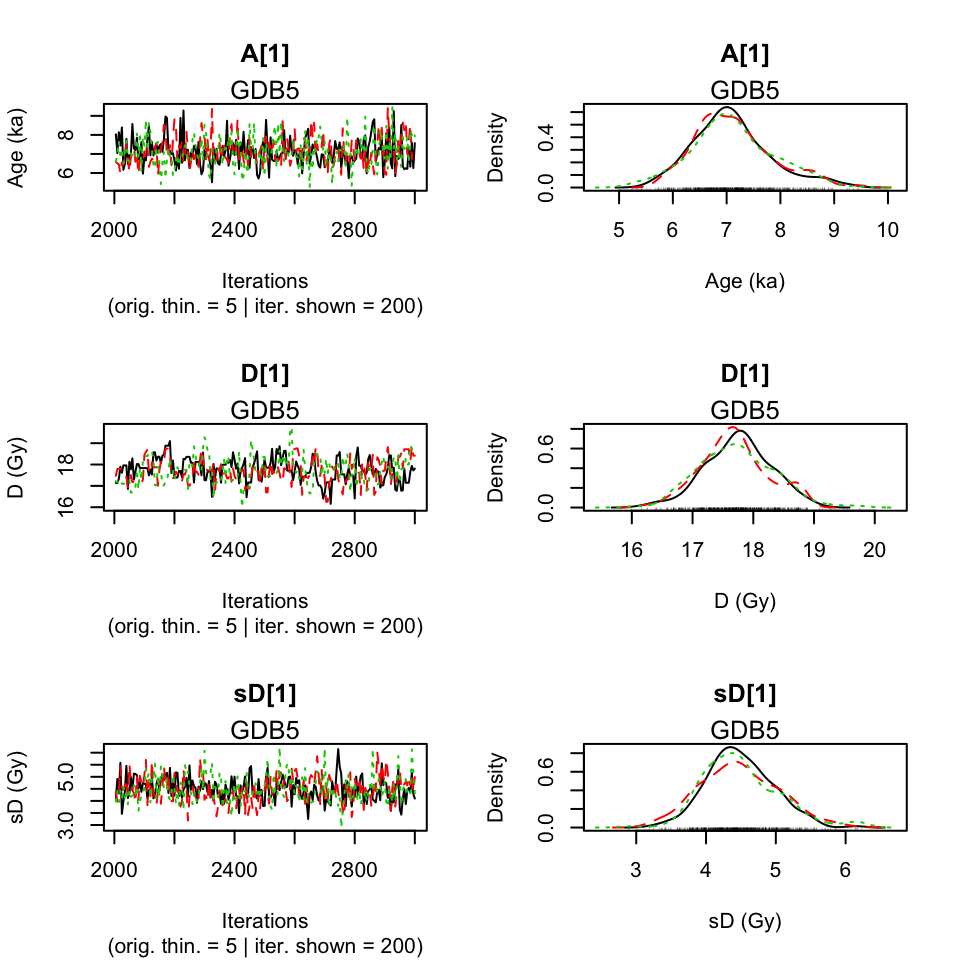 A[1]
GDB5
Age (ka)
8
6
2000 2400 2800
Iterations
(orig. thin. = 5 | iter. shown = 200)
A[1]
GDB5
Density
0.4
0.0
5 6 7 8 9 10
Age (ka)
D[1]
GDB5
D (Gy)
18
16
2000 2400 2800
Iterations
(orig. thin. = 5 | iter. shown = 200)
D[1]
GDB5
Density
0.6
0.0
16 17 18 19 20
D (Gy)
sD[1]
GDB5
sD (Gy)
5.0
3.0
2000 2400 2800
Iterations
(orig. thin. = 5 | iter. shown = 200)
sD[1]
GDB5
Density
0.6
0.0
3 4 5 6
sD (Gy)